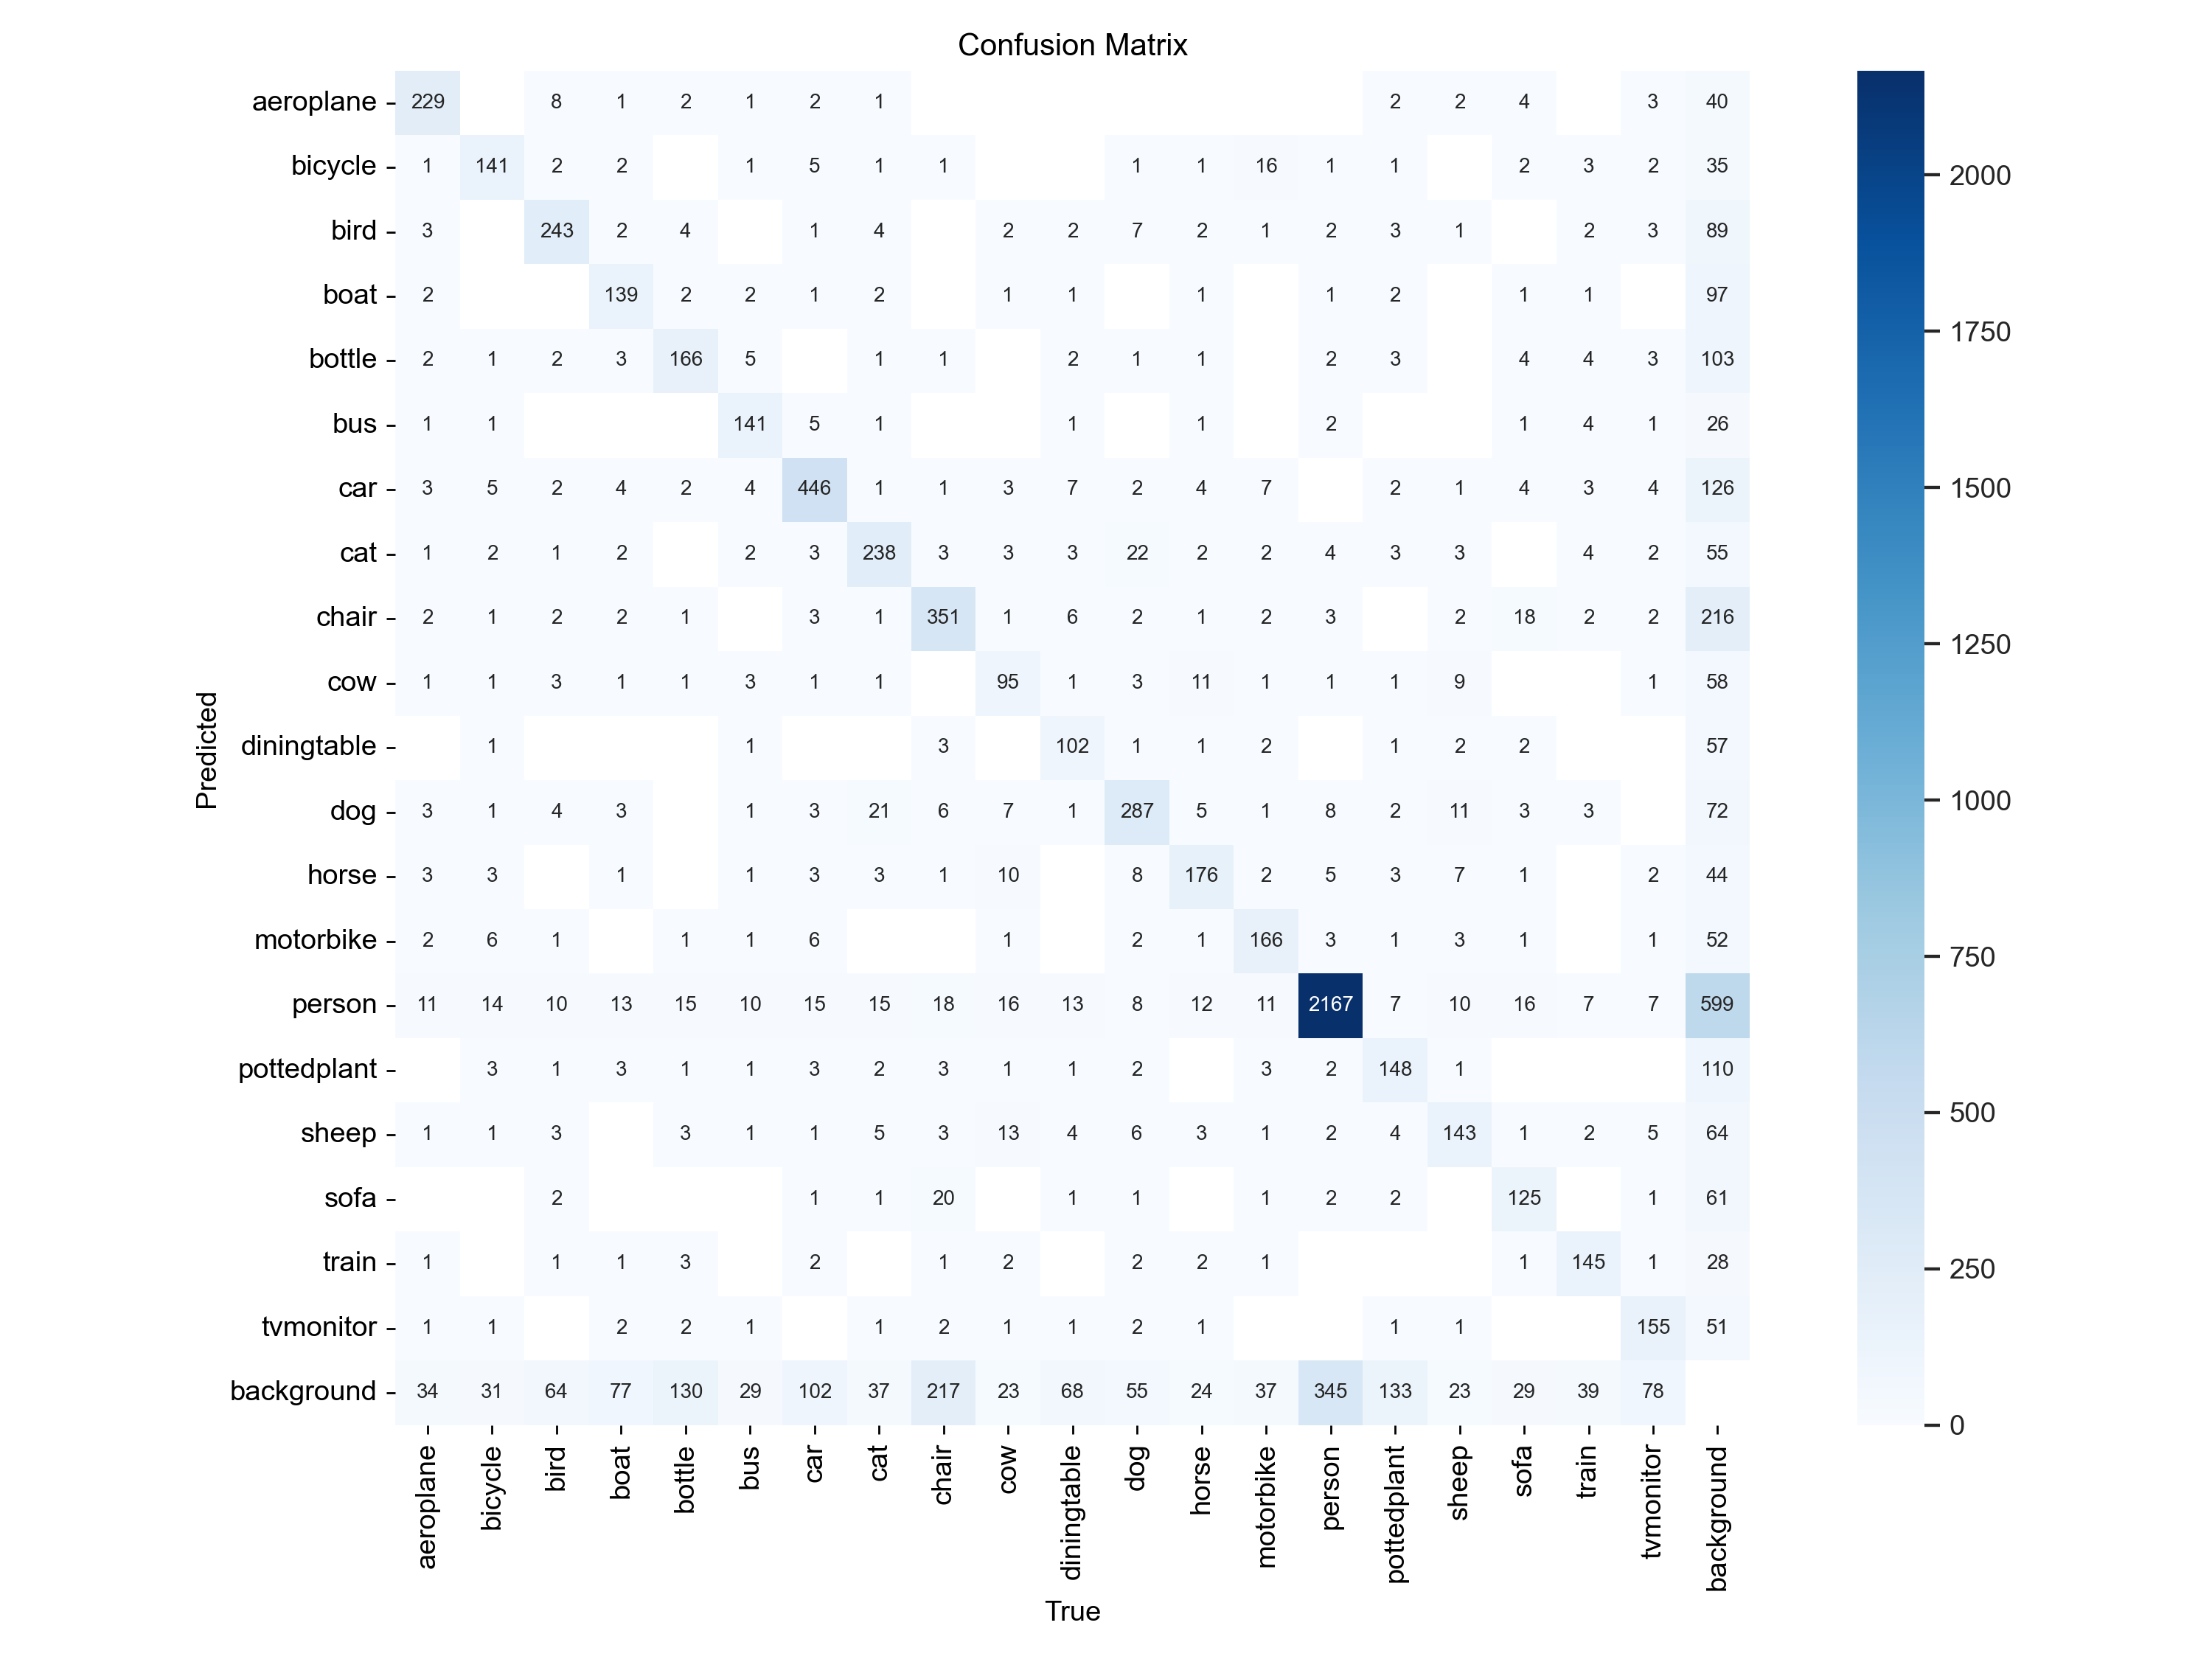 Confusion Matrix
aeroplane 229 8 1 2 1 2 1 2 2 4 3 40
bicycle 1 141 2 2 1 5 1 1 1 1 16 1 1 2 3 2 35
bird 3 243 2 4 1 4 2 2 7 2 1 2 3 1 2 3 89
boat 2 139 2 2 1 2 1 1 1 1 2 1 1 97
bottle 2 1 2 3 166 5 1 1 2 1 1 2 3 4 4 3 103
bus 1 1 141 5 1 1 1 2 1 4 1 26
car 3 5 2 4 2 4 446 1 1 3 7 2 4 7 2 1 4 3 4 126
cat 1 2 1 2 2 3 238 3 3 3 22 2 2 4 3 3 4 2 55
chair 2 1 2 2 1 3 1 351 1 6 2 1 2 3 2 18 2 2 216
cow 1 1 3 1 1 3 1 1 95 1 3 11 1 1 1 9 1 58
diningtable 1 1 3 102 1 1 2 1 2 2 57
dog 3 1 4 3 1 3 21 6 7 1 287 5 1 8 2 11 3 3 72
horse 3 3 1 1 3 3 1 10 8 176 2 5 3 7 1 2 44
motorbike 2 6 1 1 1 6 1 2 1 166 3 1 3 1 1 52
person 11 14 10 13 15 10 15 15 18 16 13 8 12 11 2167 7 10 16 7 7 599
pottedplant 3 1 3 1 1 3 2 3 1 1 2 3 2 148 1 110
sheep 1 1 3 3 1 1 5 3 13 4 6 3 1 2 4 143 1 2 5 64
sofa 2 1 1 20 1 1 1 2 2 125 1 61
train 1 1 1 3 2 1 2 2 2 1 1 145 1 28
tvmonitor 1 1 2 2 1 1 2 1 1 2 1 1 1 155 51
background 34 31 64 77 130 29 102 37 217 23 68 55 24 37 345 133 23 29 39 78
aeroplane bicycle bird boat bottle bus car cat chair cow diningtable dog horse motorbike person pottedplant sheep sofa train tvmonitor background
True
Predicted
2000
1750
1500
1250
1000
750
500
250
0